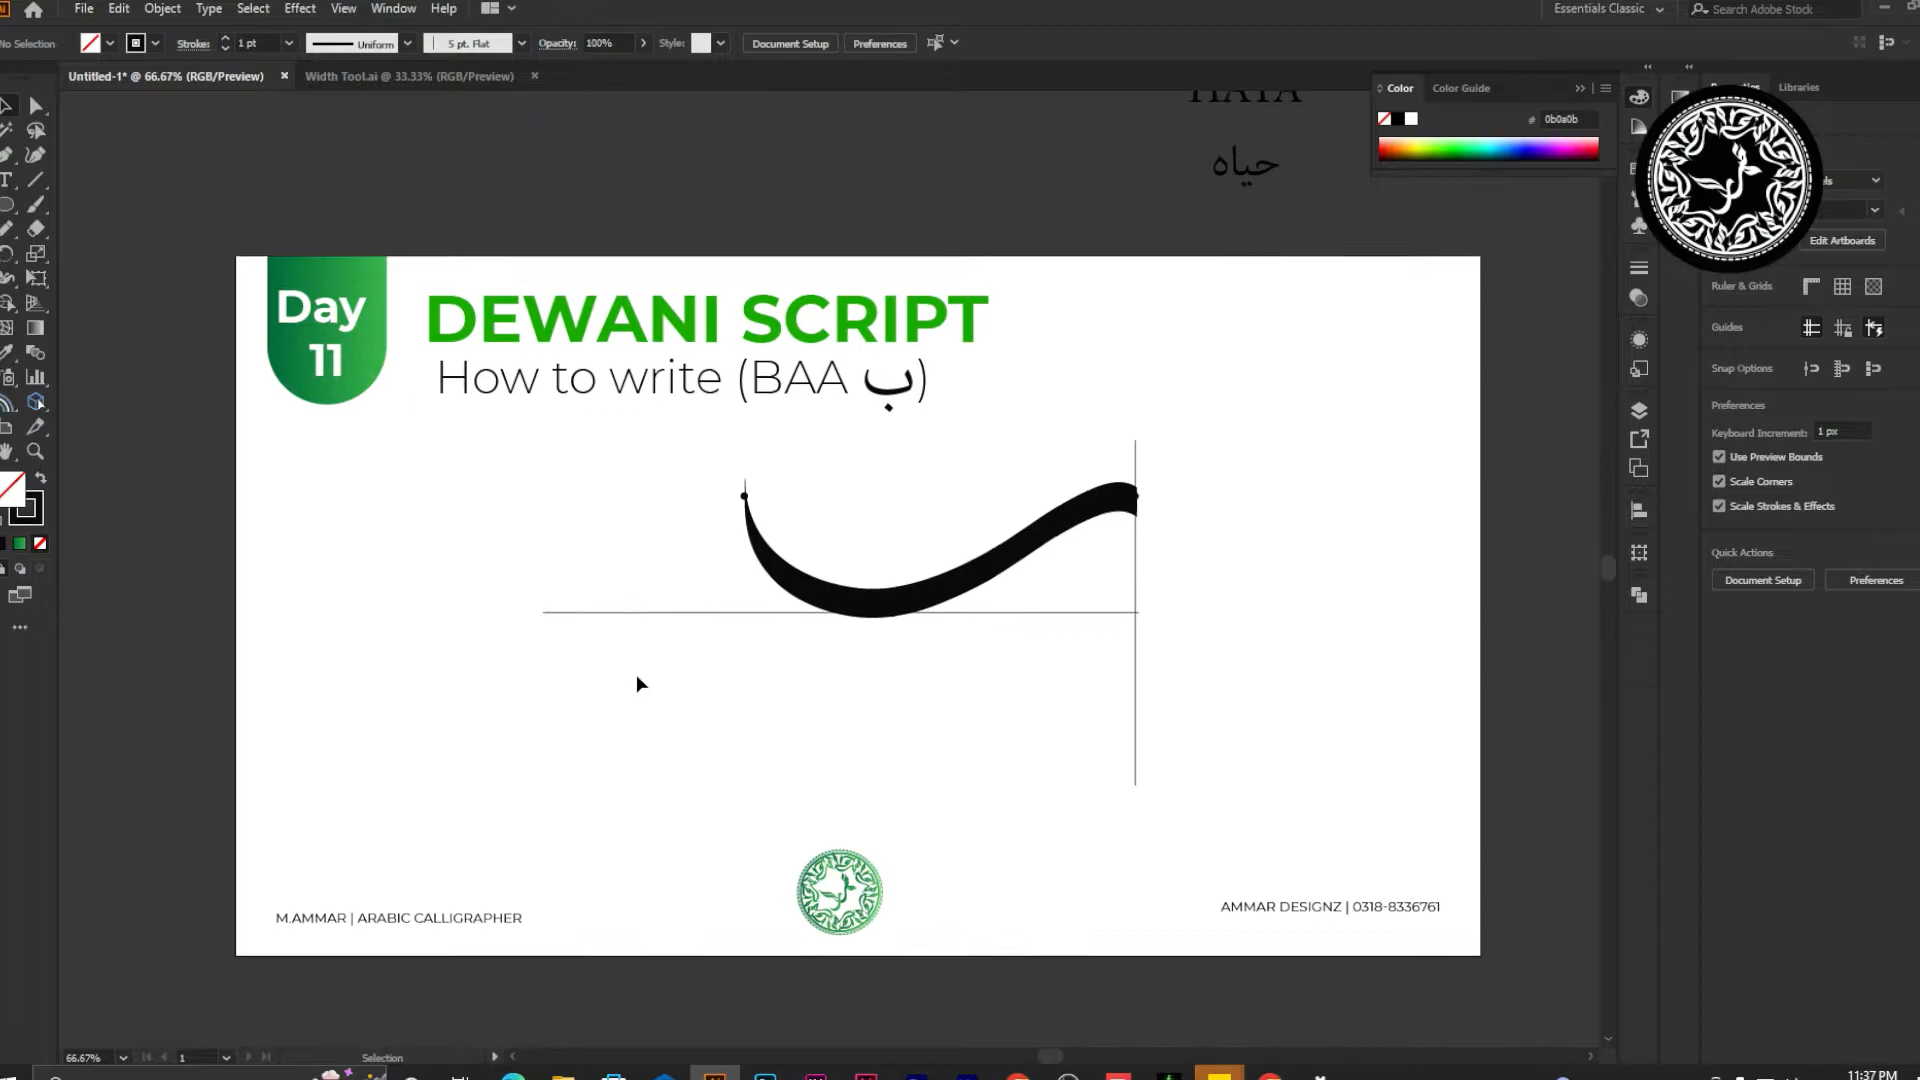 File Edit Object Type Select Effect View Window Help
Essentials Classic
Search Adobe Stock
No Selection
Stroke: 1 pt
Uniform
5 pt. Flat
Opacity: 100%
Style:
Document Setup
Preferences
Untitled-1* @ 66.67% (RGB/Preview)
Width Tool.ai @ 33.33% (RGB/Preview)
Color
Color Guide
# 0b0a0b
Properties
Libraries
HAYA
حياه
Edit Artboards
Ruler & Grids
Guides
Snap Options
Preferences
Keyboard Increment: 1 px
Use Preview Bounds
Scale Corners
Scale Strokes & Effects
Quick Actions
Document Setup
Preferences
Day
11
DEWANI SCRIPT
How to write (BAA ب)
M.AMMAR | ARABIC CALLIGRAPHER
AMMAR DESIGNZ | 0318-8336761
66.67%
1
Selection
11:37 PM